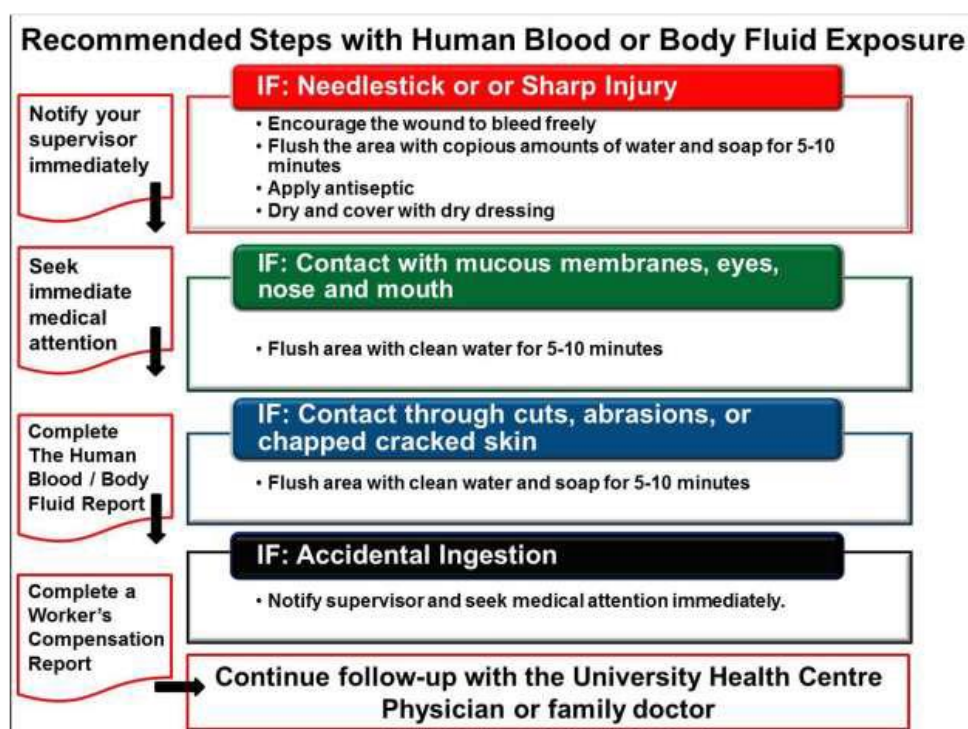 Recommended Steps with Human Blood or Body Fluid Exposure
Notify your
supervisor
immediately
Seek
immediate
medical
attention
Complete
The Human
Blood / Body
Fluid Report
Complete a
Worker's
Compensation
Report
IF: Needlestick or or Sharp Injury
• Encourage the wound to bleed freely
• Flush the area with copious amounts of water and soap for 5-10
minutes
• Apply antiseptic
• Dry and cover with dry dressing
IF: Contact with mucous membranes, eyes,
nose and mouth
• Flush area with clean water for 5-10 minutes
IF: Contact through cuts, abrasions, or
chapped cracked skin
• Flush area with clean water and soap for 5-10 minutes
IF: Accidental Ingestion
• Notify supervisor and seek medical attention immediately.
Continue follow-up with the University Health Centre
Physician or family doctor